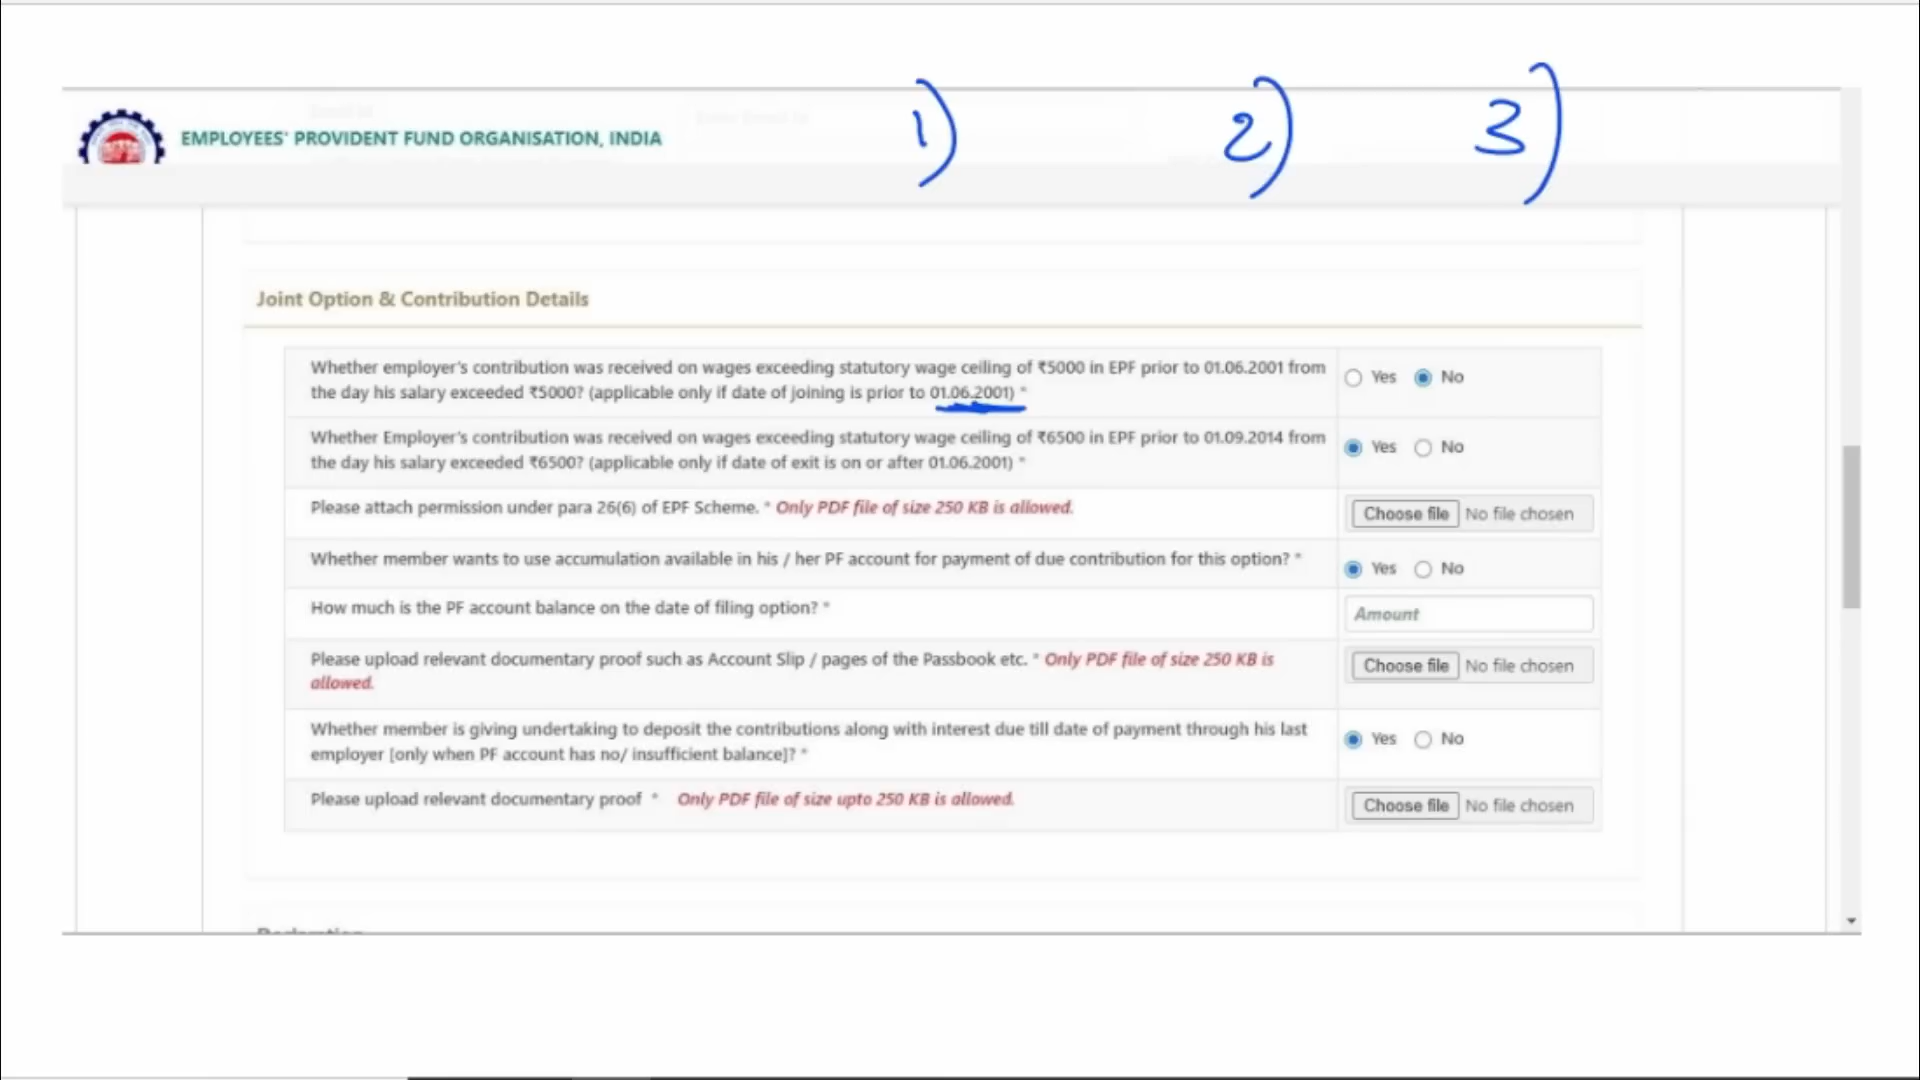 1) 2) 3)
EMPLOYEES' PROVIDENT FUND ORGANISATION, INDIA
Joint Option & Contribution Details
Whether employer's contribution was received on wages exceeding statutory wage ceiling of ₹5000 in EPF prior to 01.06.2001 from
the day his salary exceeded ₹5000? (applicable only if date of joining is prior to 01.06.2001) *
Yes No
Whether Employer's contribution was received on wages exceeding statutory wage ceiling of ₹6500 in EPF prior to 01.09.2014 from
the day his salary exceeded ₹6500? (applicable only if date of exit is on or after 01.06.2001) *
Yes No
Please attach permission under para 26(6) of EPF Scheme. * Only PDF file of size 250 KB is allowed.
Choose file No file chosen
Whether member wants to use accumulation available in his / her PF account for payment of due contribution for this option? *
Yes No
How much is the PF account balance on the date of filing option? *
Amount
Please upload relevant documentary proof such as Account Slip / pages of the Passbook etc. * Only PDF file of size 250 KB is
allowed.
Choose file No file chosen
Whether member is giving undertaking to deposit the contributions along with interest due till date of payment through his last
employer [only when PF account has no/ insufficient balance]? *
Yes No
Please upload relevant documentary proof * Only PDF file of size upto 250 KB is allowed.
Choose file No file chosen